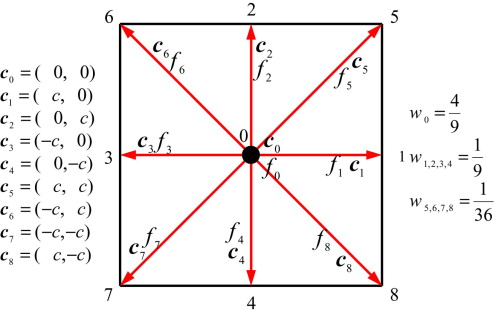 6 2 5
c₆ f₆ c₂ f₂ c₅ f₅
c₀ = ( 0, 0)
c₁ = ( c, 0)
c₂ = ( 0, c)
c₃ = (−c, 0)
c₄ = ( 0,−c)
c₅ = ( c, c)
c₆ = (−c, c)
c₇ = (−c,−c)
c₈ = ( c,−c)
0 c₀
3 c₃ f₃ f₀ f₁ c₁ 1
c₇ f₇ f₄ c₄ f₈ c₈
7 4 8
w₀ = 4/9
w₁,₂,₃,₄ = 1/9
w₅,₆,₇,₈ = 1/36